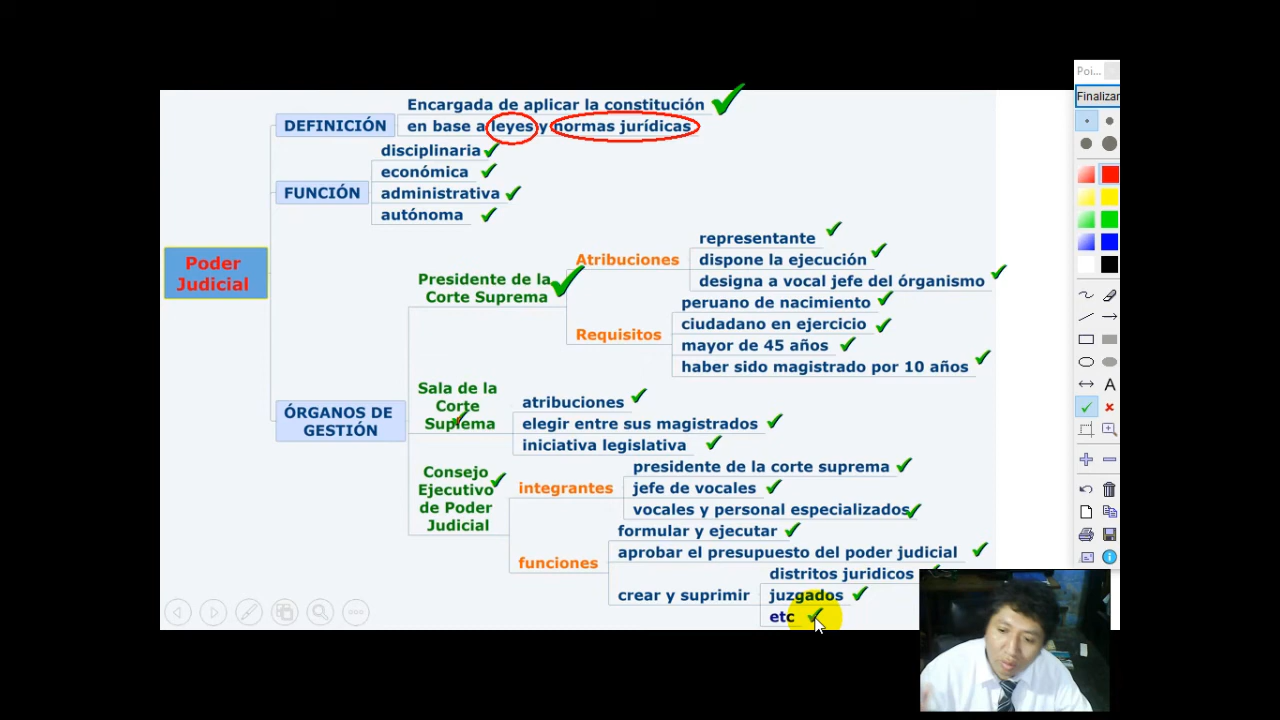 Poi...
Finalizar
Encargada de aplicar la constitución
DEFINICIÓN
en base a leyes y normas jurídicas
disciplinaria
económica
FUNCIÓN
administrativa
autónoma
Poder
Judicial
representante
Atribuciones
dispone la ejecución
designa a vocal jefe del órganismo
Presidente de la
Corte Suprema
peruano de nacimiento
ciudadano en ejercicio
Requisitos
mayor de 45 años
haber sido magistrado por 10 años
ÓRGANOS DE
GESTIÓN
Sala de la
Corte
Suplema
atribuciones
elegir entre sus magistrados
iniciativa legislativa
Consejo
Ejecutivo
de Poder
Judicial
integrantes
presidente de la corte suprema
jefe de vocales
vocales y personal especializados
funciones
formular y ejecutar
aprobar el presupuesto del poder judicial
crear y suprimir
distritos juridicos
juzgados
etc
A